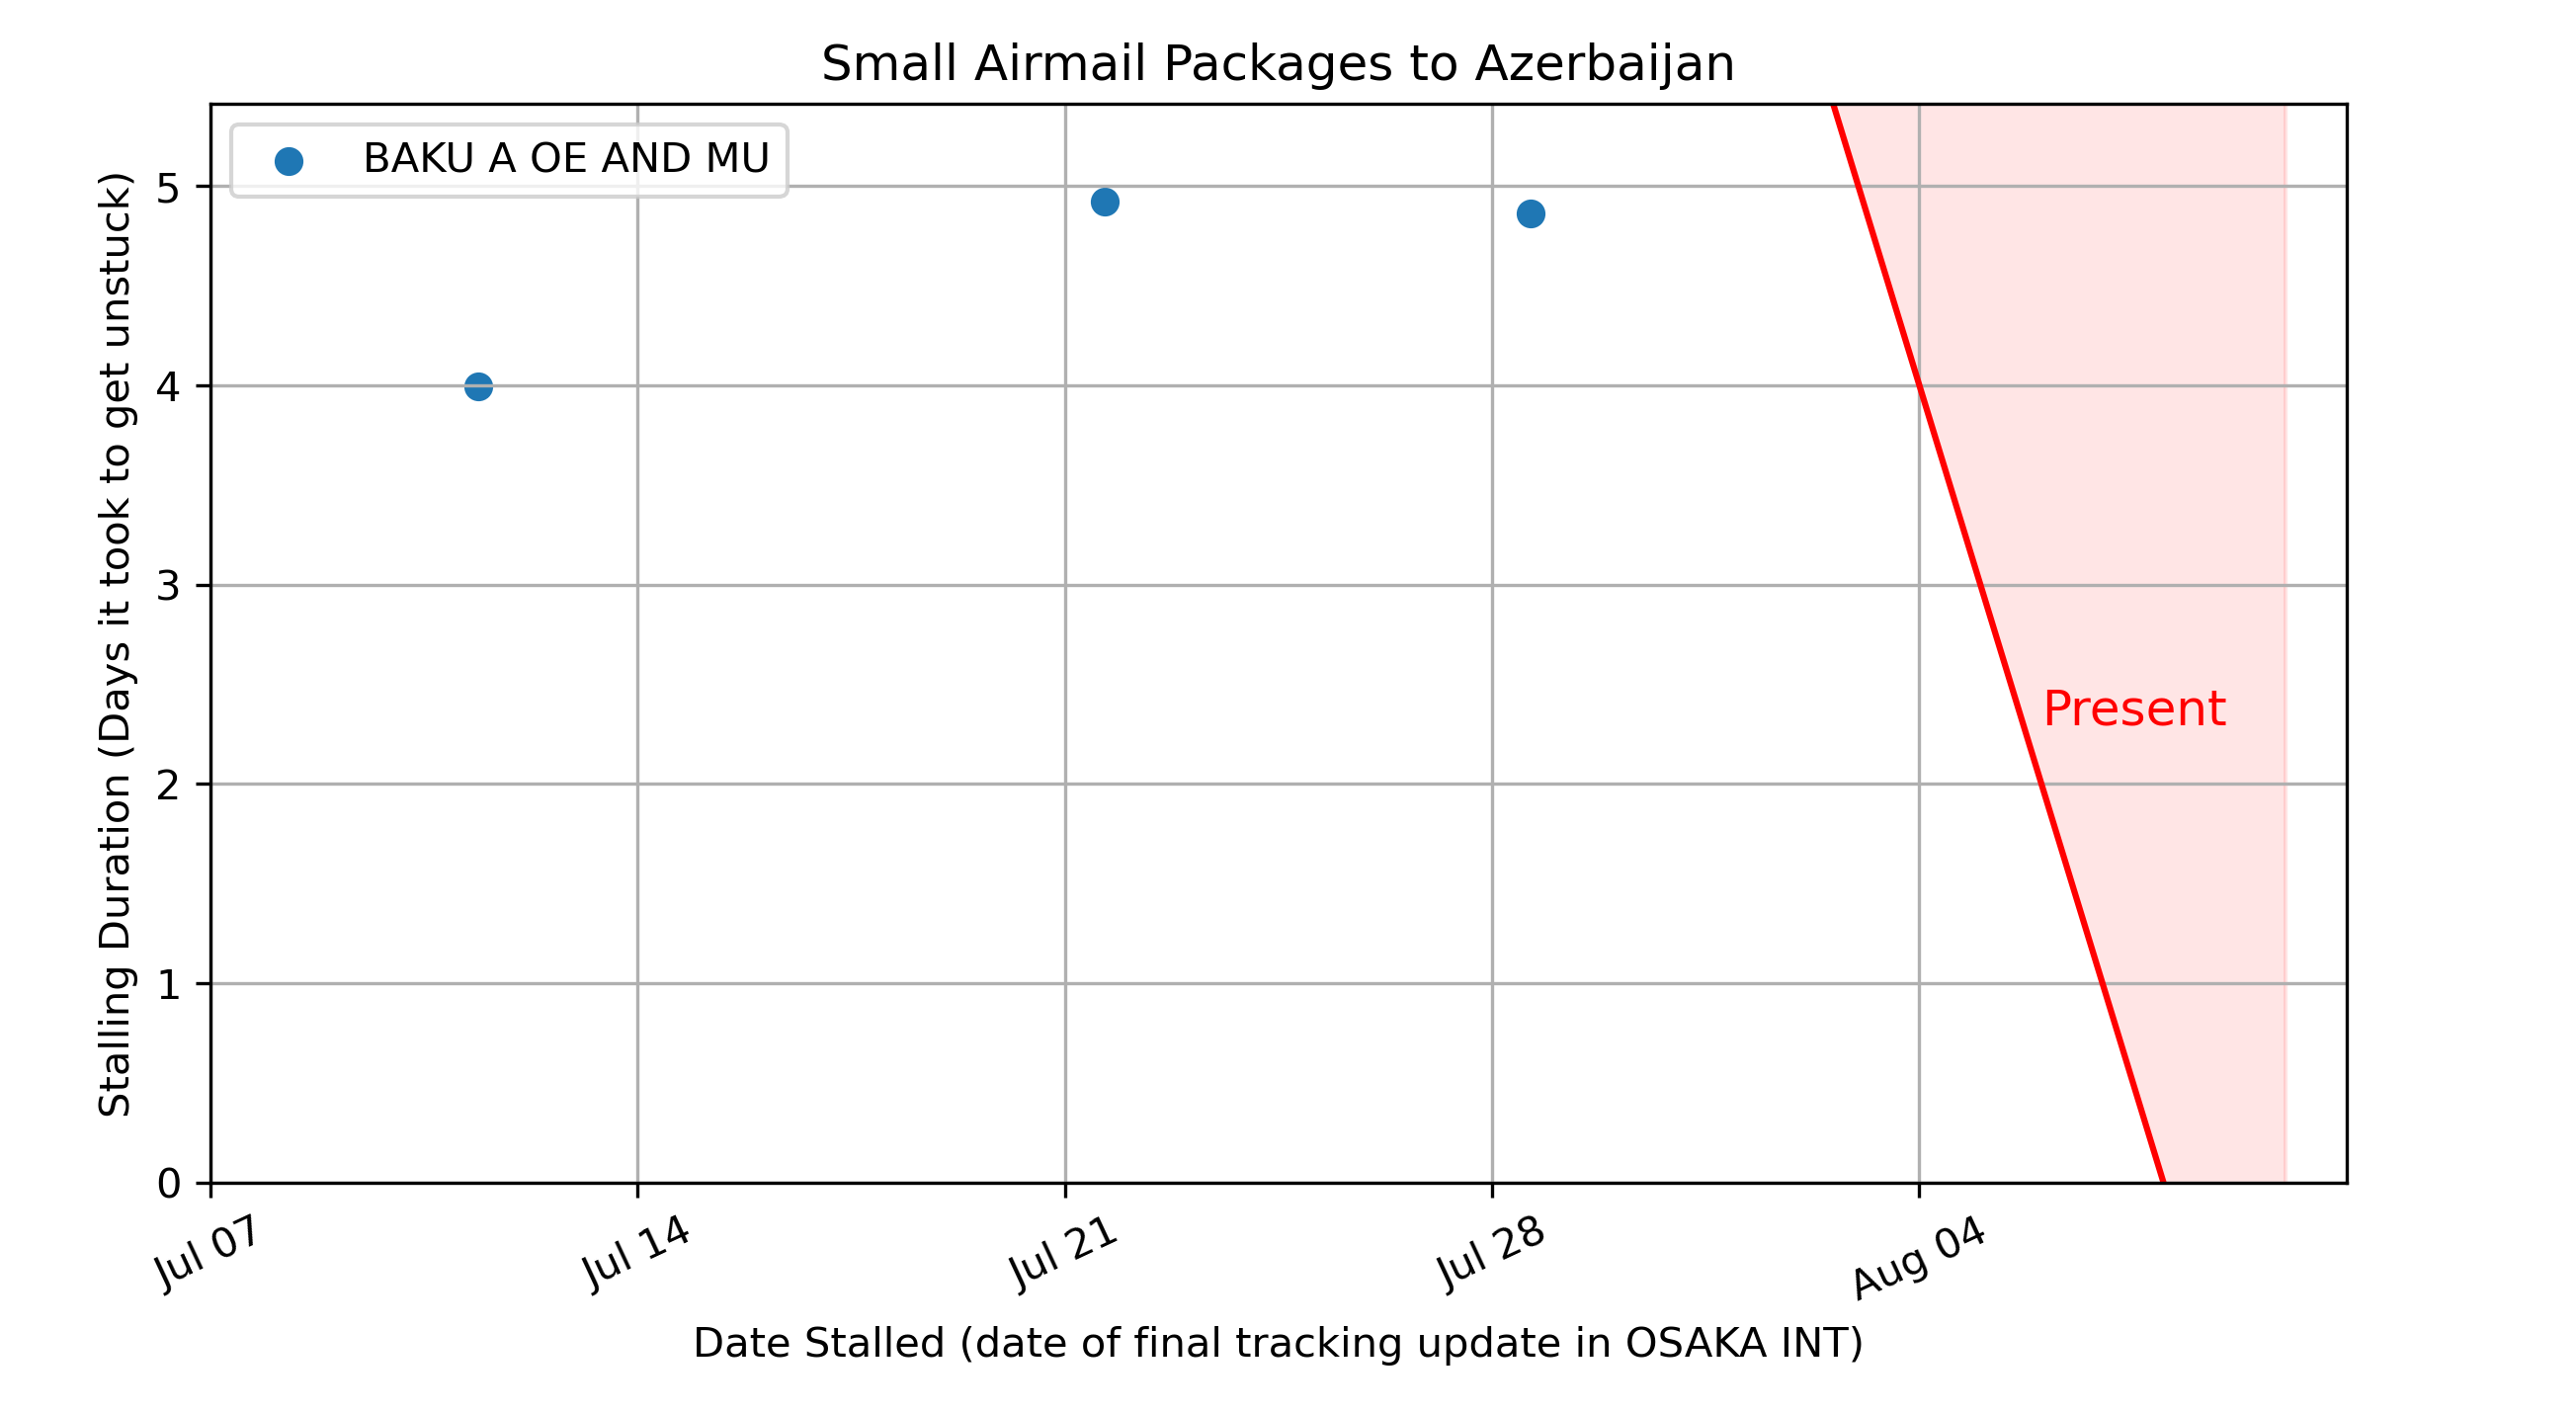 Small Airmail Packages to Azerbaijan
BAKU A OE AND MU
Stalling Duration (Days it took to get unstuck)
5
4
3
2
1
0
Present
Jul 07
Jul 14
Jul 21
Jul 28
Aug 04
Date Stalled (date of final tracking update in OSAKA INT)